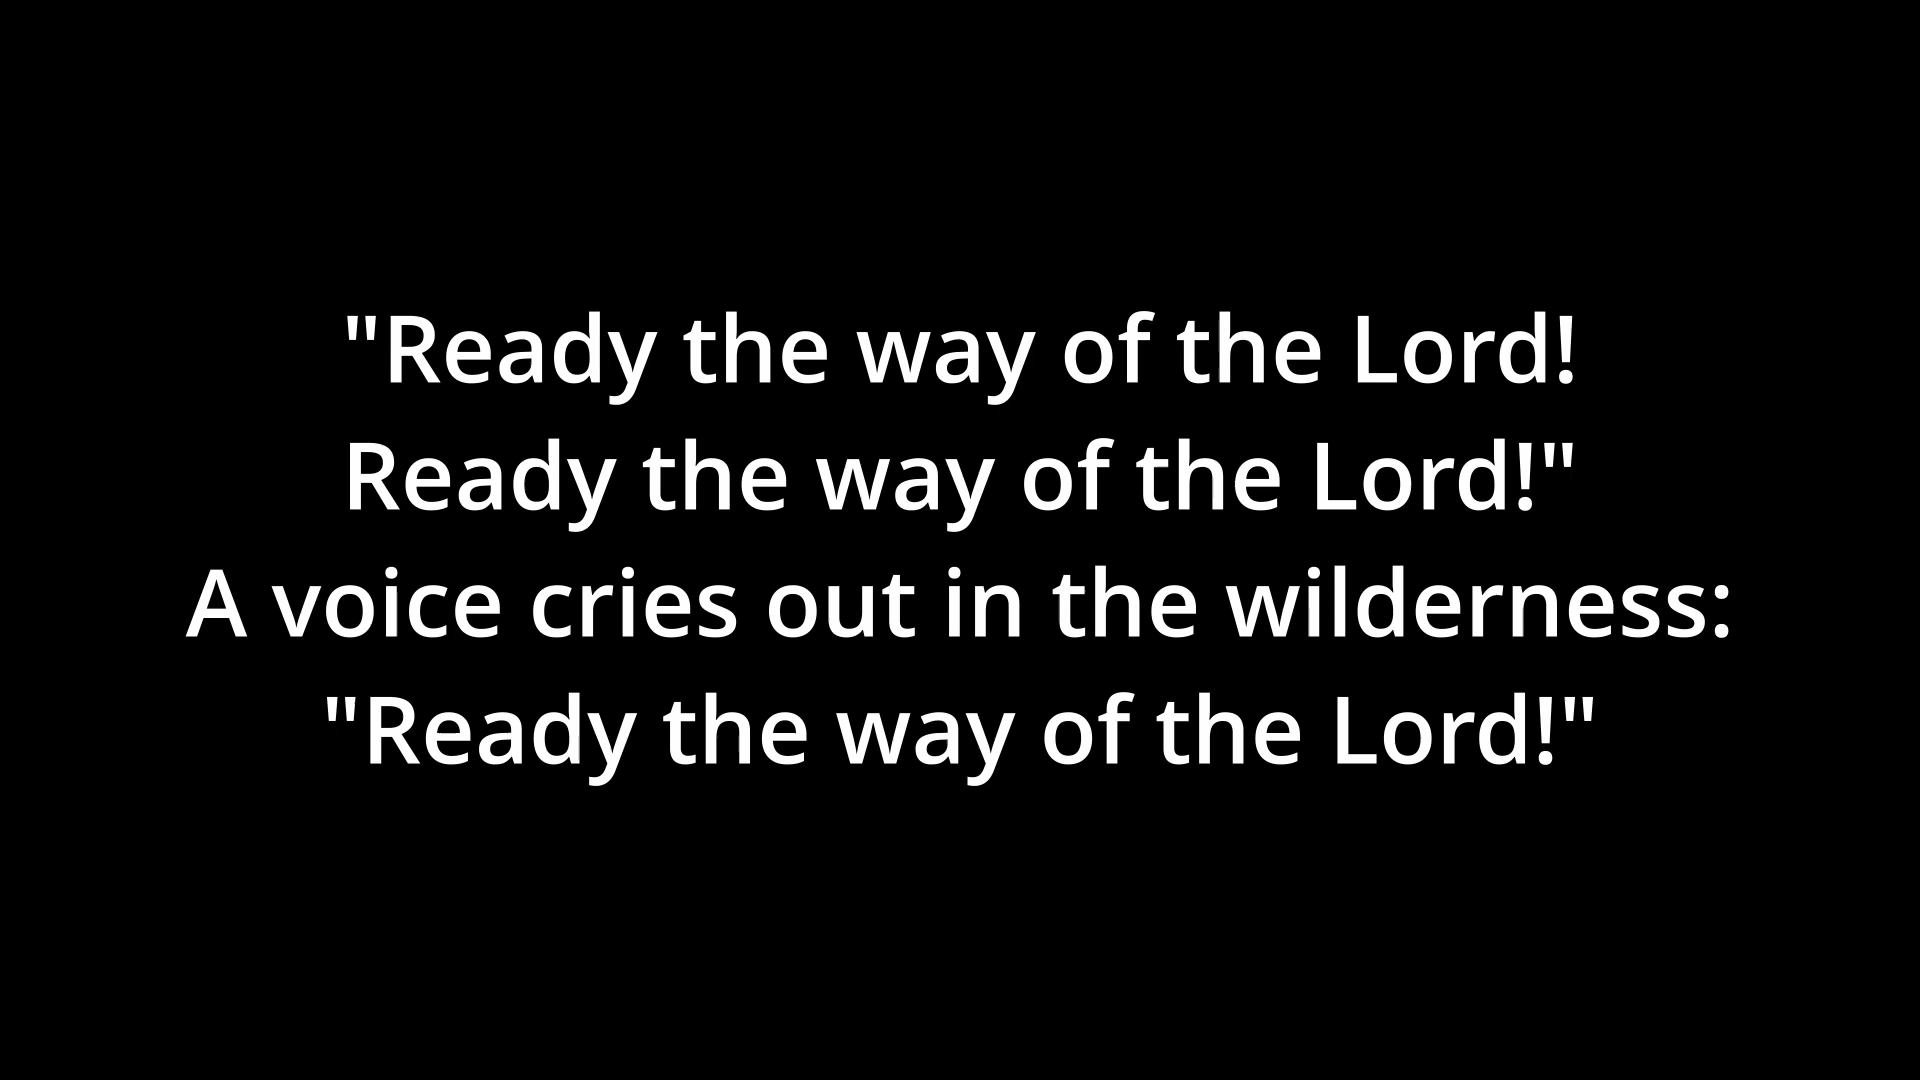 "Ready the way of the Lord!
Ready the way of the Lord!"
A voice cries out in the wilderness:
"Ready the way of the Lord!"